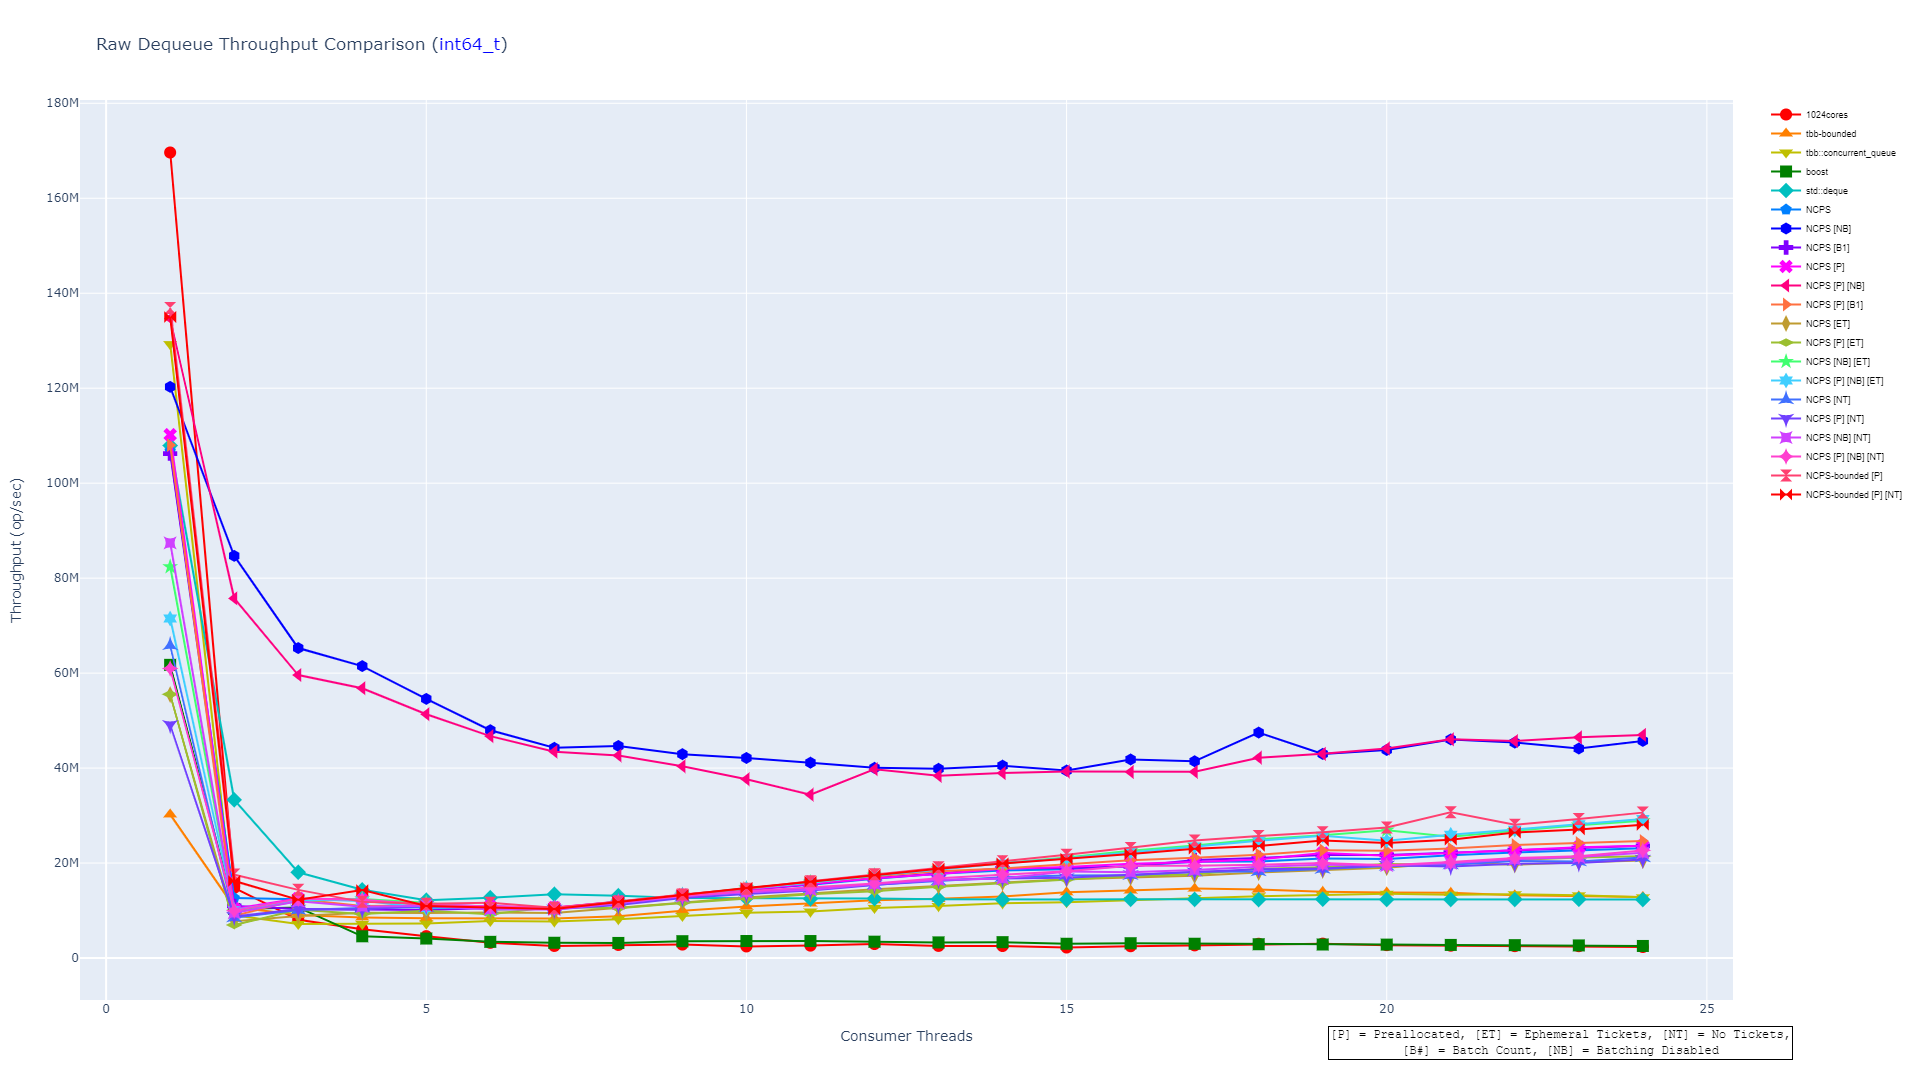 Raw Dequeue Throughput Comparison (int64_t)
180M
160M
140M
120M
100M
80M
60M
40M
20M
0
Throughput (op/sec)
0
5
10
15
20
25
Consumer Threads
1024cores
tbb-bounded
tbb::concurrent_queue
boost
std::deque
NCPS
NCPS [NB]
NCPS [B1]
NCPS [P]
NCPS [P] [NB]
NCPS [P] [B1]
NCPS [ET]
NCPS [P] [ET]
NCPS [NB] [ET]
NCPS [P] [NB] [ET]
NCPS [NT]
NCPS [P] [NT]
NCPS [NB] [NT]
NCPS [P] [NB] [NT]
NCPS-bounded [P]
NCPS-bounded [P] [NT]
[P] = Preallocated, [ET] = Ephemeral Tickets, [NT] = No Tickets,
[B#] = Batch Count, [NB] = Batching Disabled